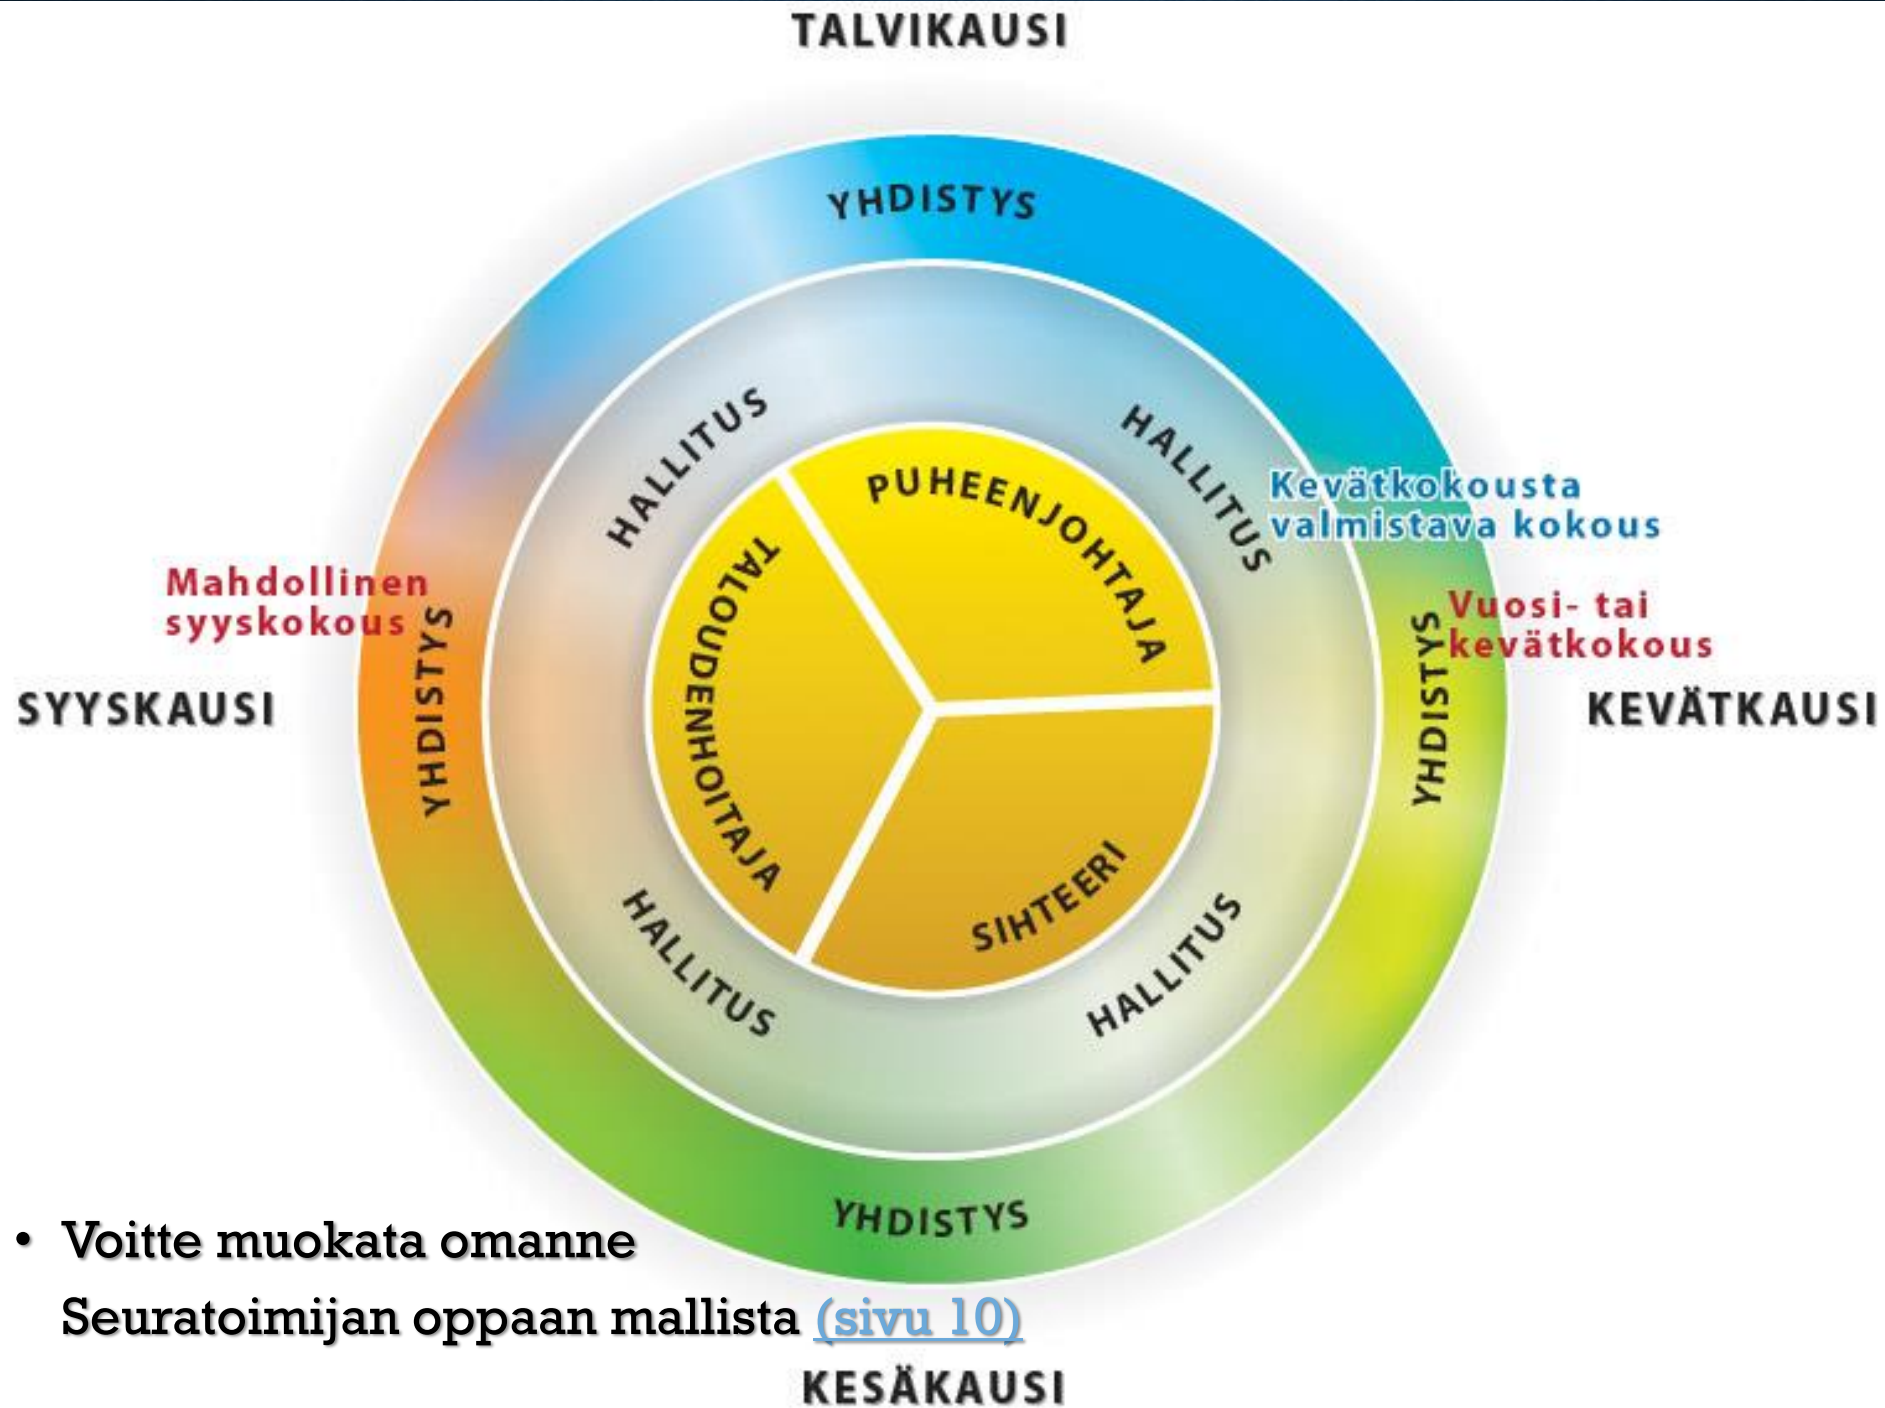 TALVIKAUSI
YHDISTYS
HALLITUS
HALLITUS
PUHEENJOHTAJA
Kevätkokousta
valmistava kokous
TALOUDENHOITAJA
Mahdollinen
syyskokous
Vuosi- tai
kevätkokous
YHDISTYS
YHDISTYS
SYYSKAUSI
KEVÄTKAUSI
SIHTEERI
HALLITUS
HALLITUS
YHDISTYS
• Voitte muokata omanne
Seuratoimijan oppaan mallista (sivu 10)
KESÄKAUSI